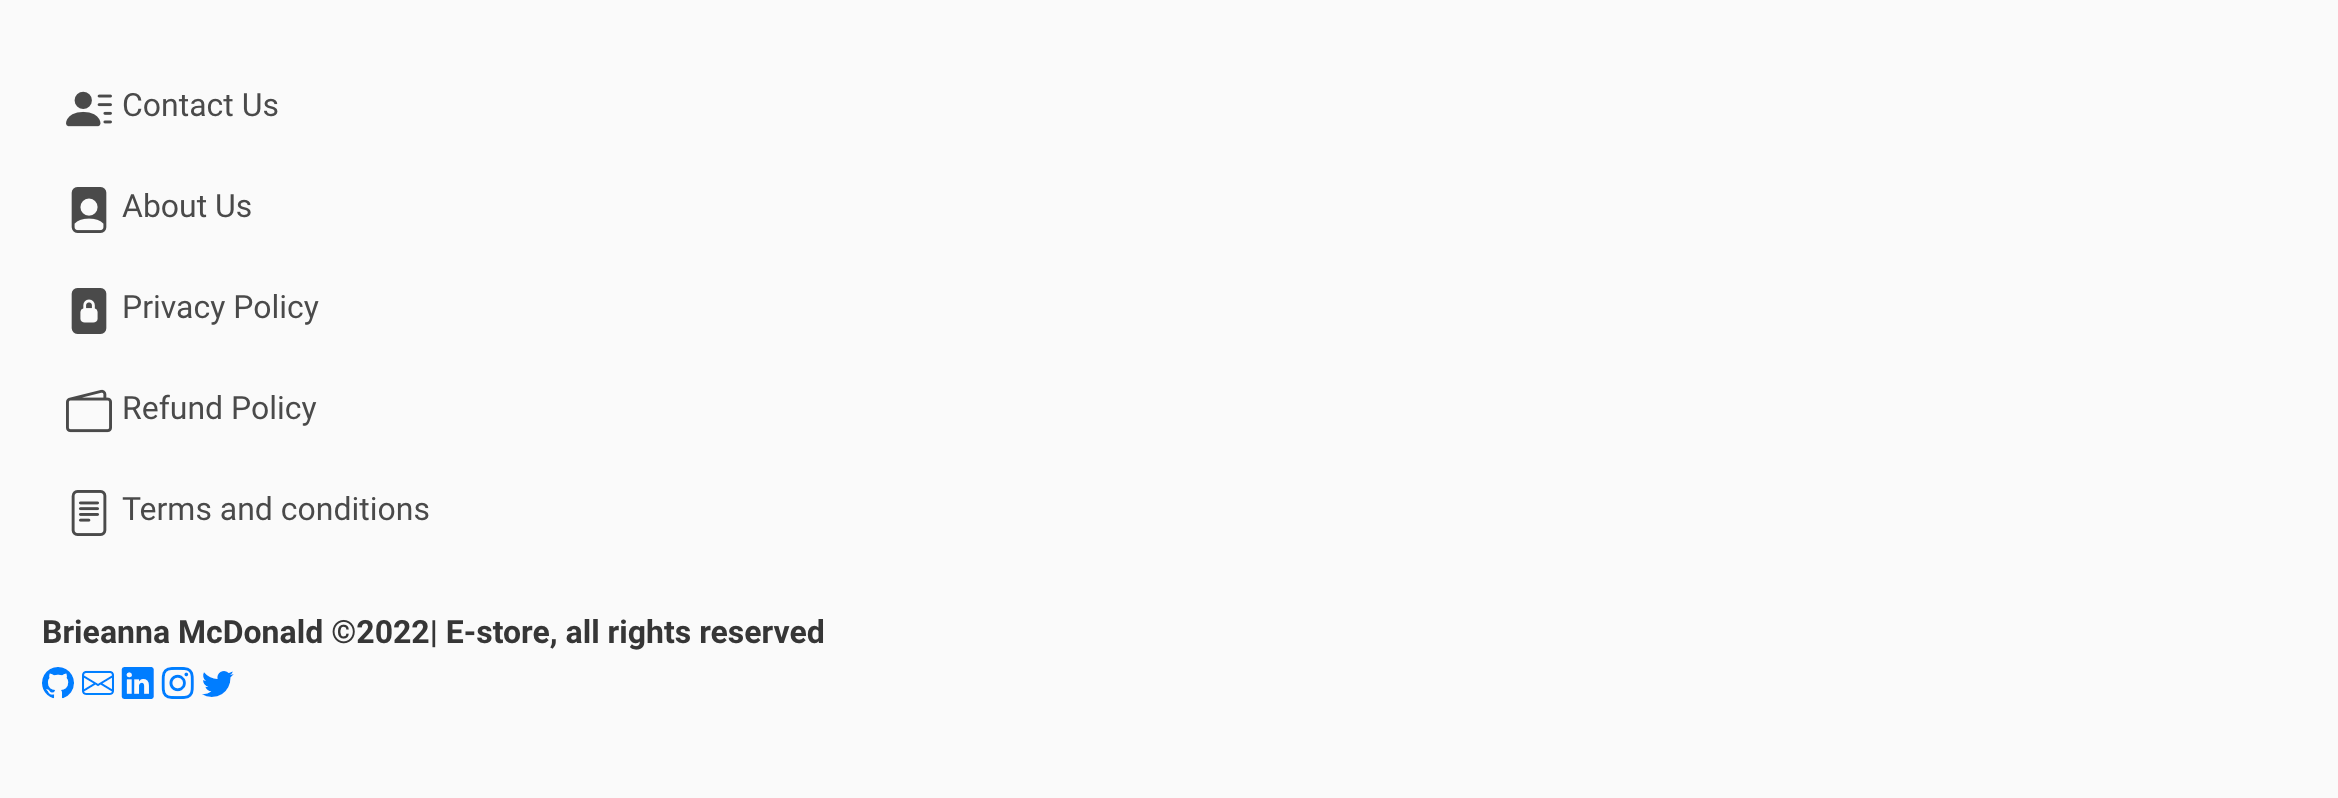 Contact Us
About Us
Privacy Policy
Refund Policy
Terms and conditions
Brieanna McDonald ©2022| E-store, all rights reserved